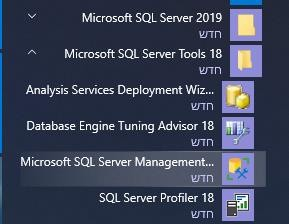 Microsoft SQL Server 2019
חדש
Microsoft SQL Server Tools 18
חדש
Analysis Services Deployment Wiz...
חדש
Database Engine Tuning Advisor 18
חדש
Microsoft SQL Server Management...
חדש
SQL Server Profiler 18
חדש